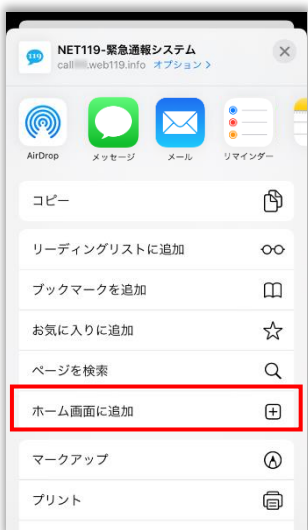 119
NET119-緊急通報システム
call .web119.info オプション >
AirDrop
メッセージ
メール
リマインダー
コピー
リーディングリストに追加
ブックマークを追加
お気に入りに追加
ページを検索
ホーム画面に追加
マークアップ
プリント